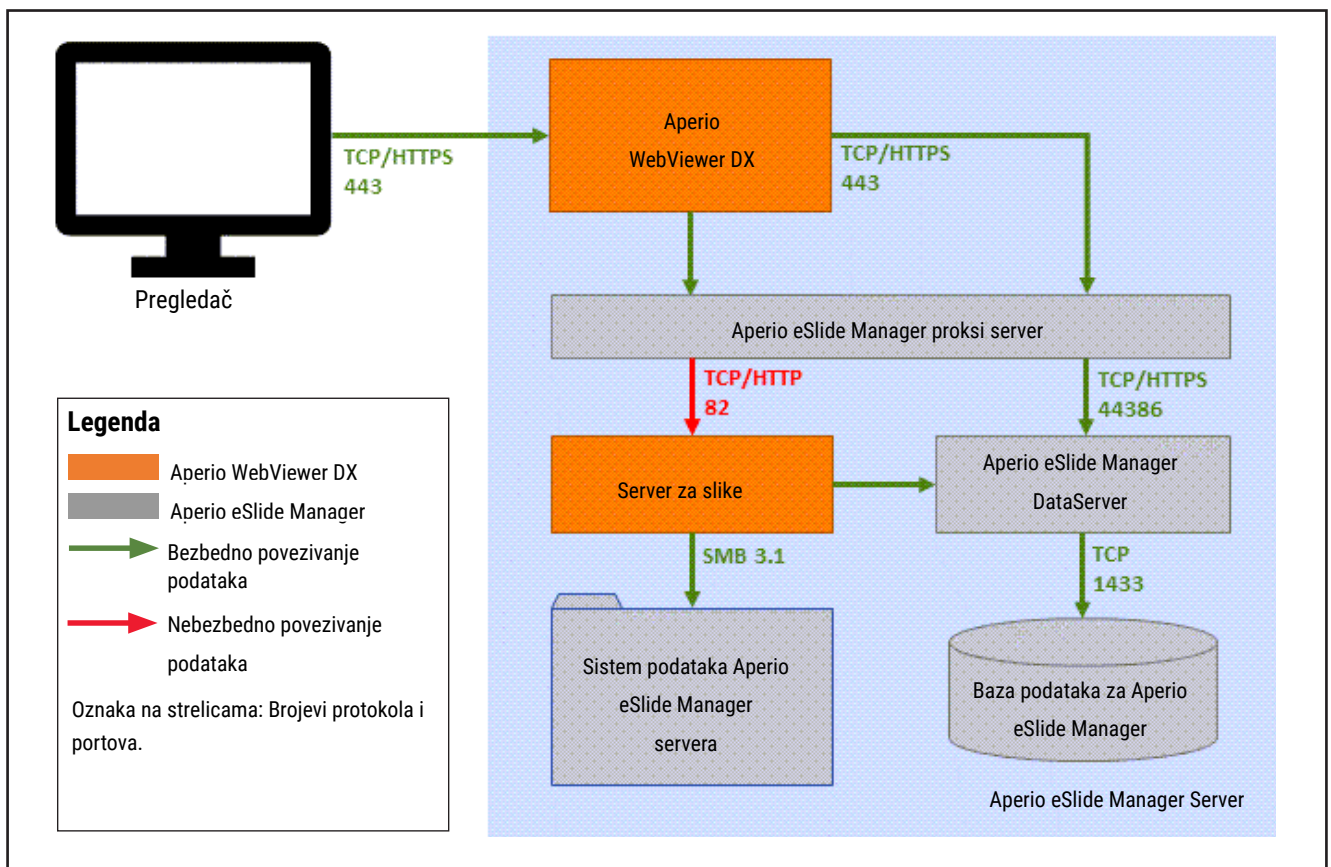 Aperio
WebViewer DX
TCP/HTTPS
443
TCP/HTTPS
443
Pregledač
Aperio eSlide Manager proksi server
TCP/HTTP
82
TCP/HTTPS
44386
Server za slike
Aperio eSlide Manager
DataServer
SMB 3.1
TCP
1433
Sistem podataka Aperio
eSlide Manager
servera
Baza podataka za Aperio
eSlide Manager
Aperio eSlide Manager Server
Legenda
Aperio WebViewer DX
Aperio eSlide Manager
Bezbedno povezivanje
podataka
Nebezbedno povezivanje
podataka
Oznaka na strelicama: Brojevi protokola i
portova.